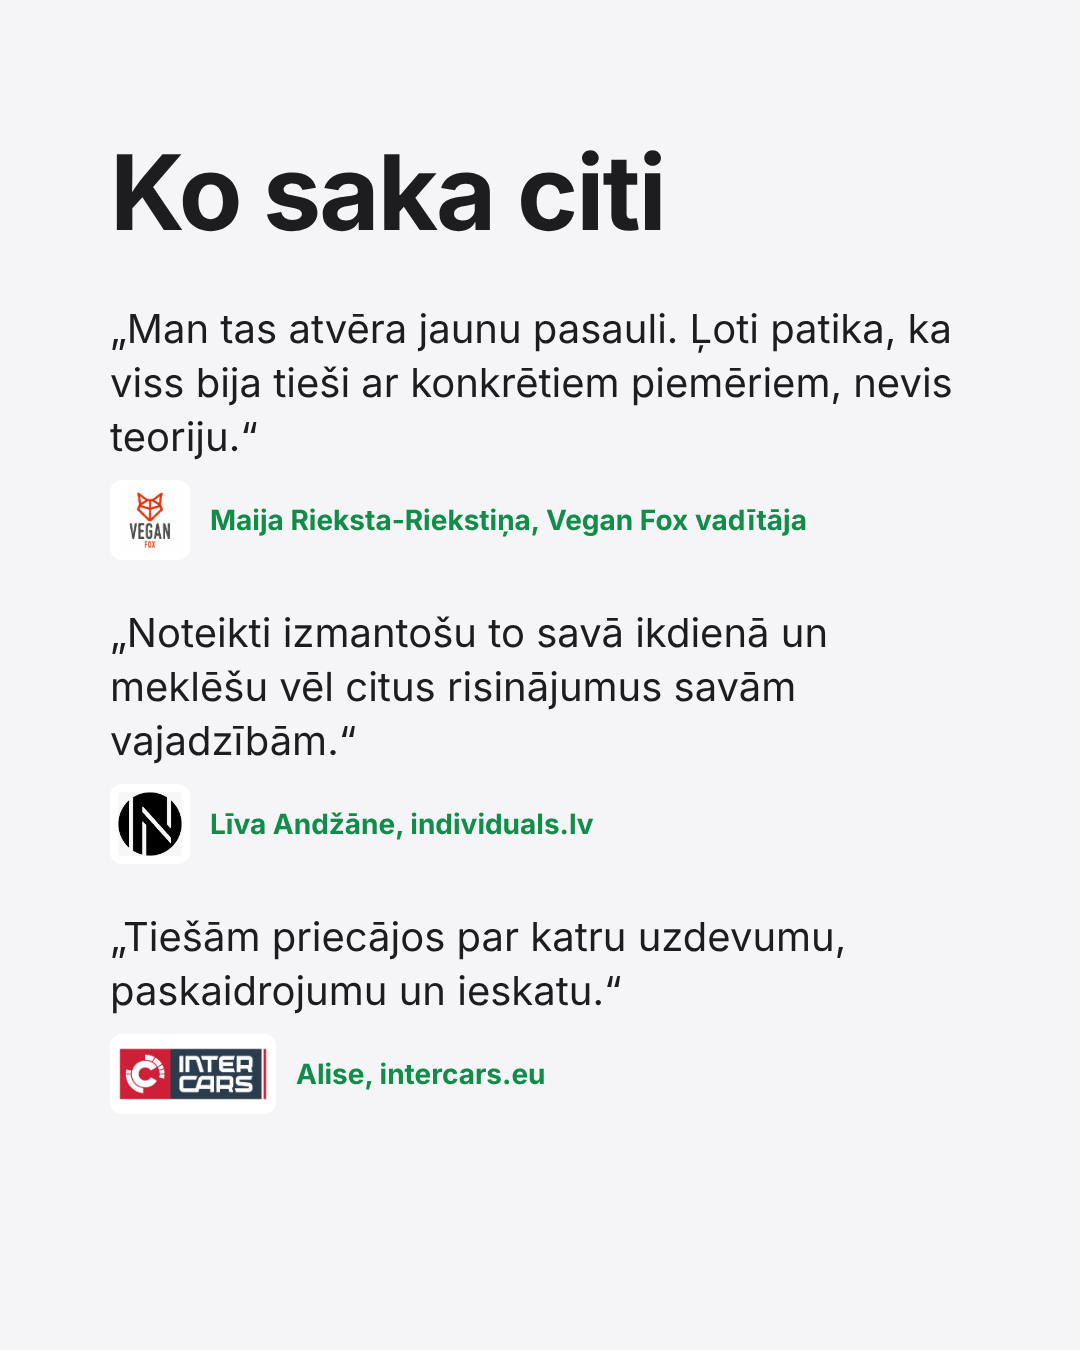 Ko saka citi
„Man tas atvēra jaunu pasauli. Ļoti patika, ka
viss bija tieši ar konkrētiem piemēriem, nevis
teoriju.“
VEGAN
FOX
Maija Rieksta-Riekstiņa, Vegan Fox vadītāja
„Noteikti izmantošu to savā ikdienā un
meklēšu vēl citus risinājumus savām
vajadzībām.“
IN
Līva Andžāne, individuals.lv
„Tiešām priecājos par katru uzdevumu,
paskaidrojumu un ieskatu.“
INTER
CARS
Alise, intercars.eu